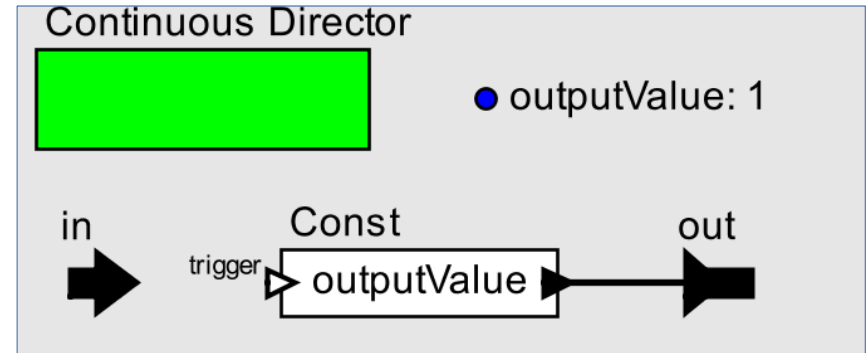 Continuous Director
outputValue: 1
in
Const
out
trigger
outputValue